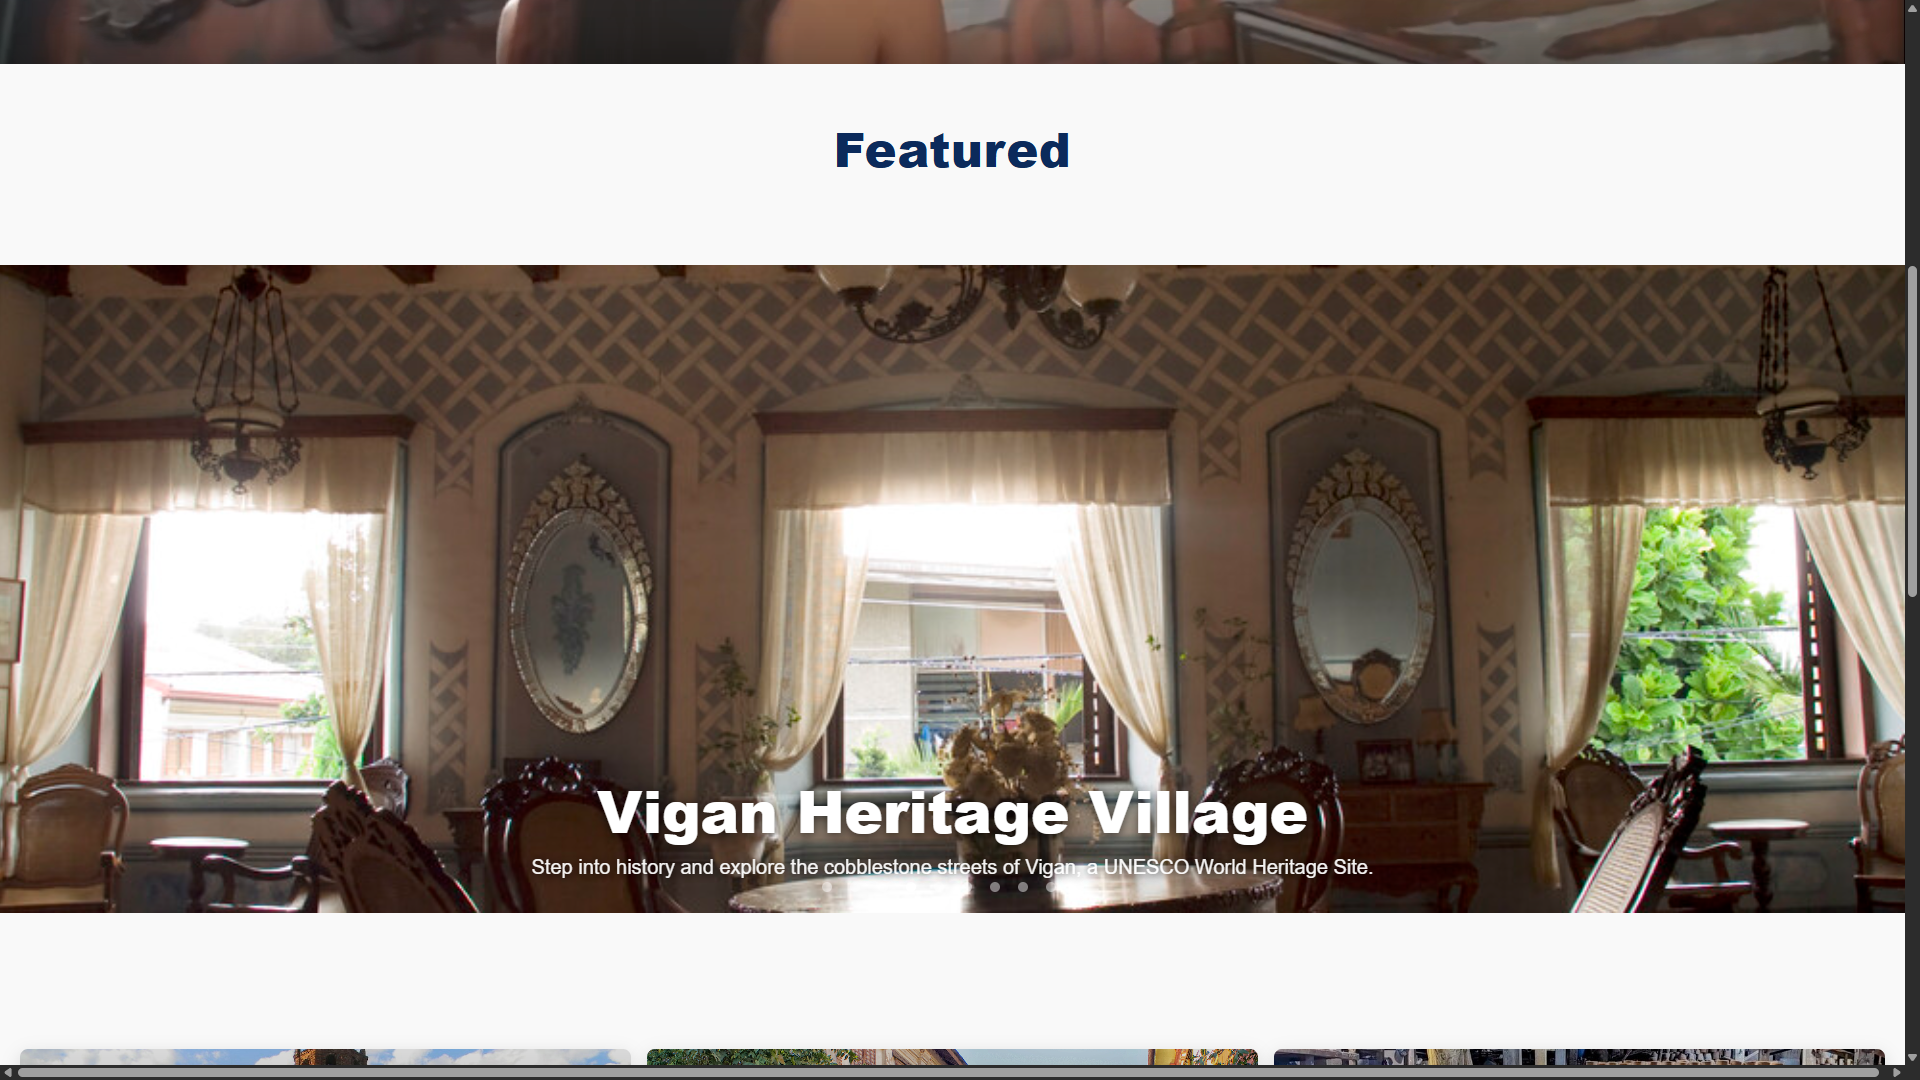 Featured
Vigan Heritage Village
Step into history and explore the cobblestone streets of Vigan, a UNESCO World Heritage Site.